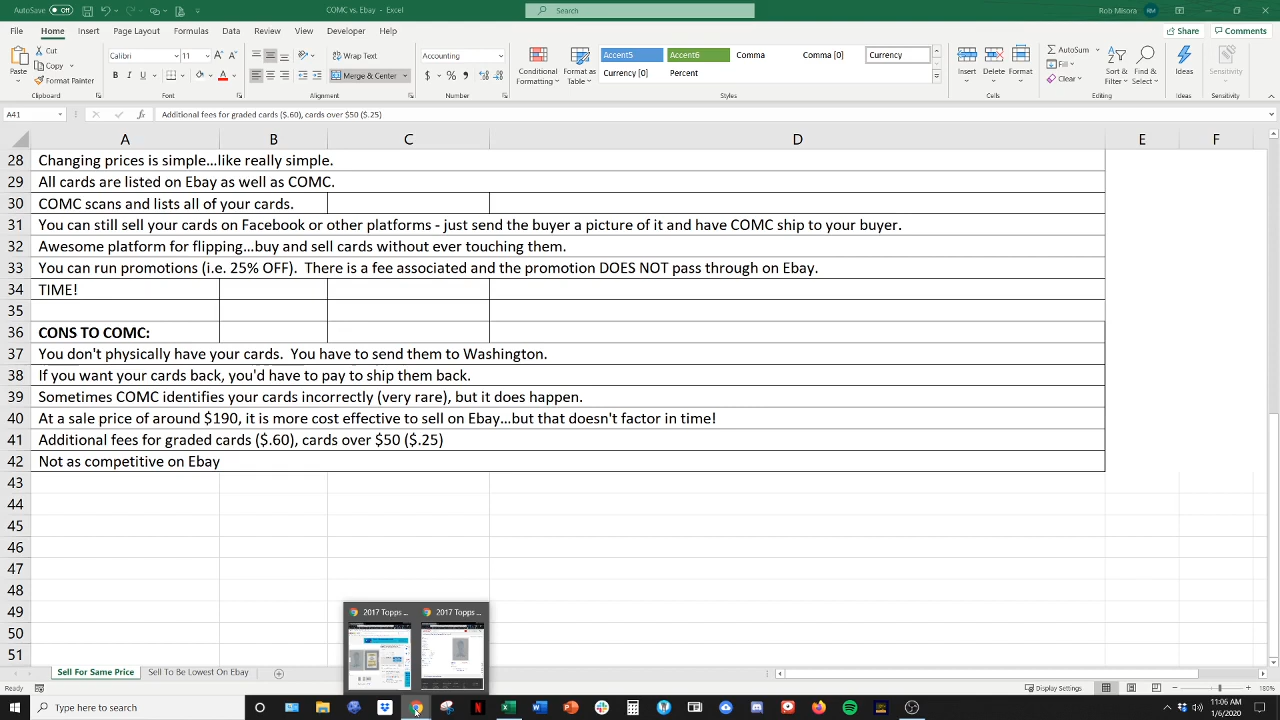 AutoSave Off
COMC vs. Ebay - Excel
Search
Rob Misora
RM
File Home Insert Page Layout Formulas Data Review View Developer Help
Share Comments
Paste
Cut
Copy
Format Painter
Clipboard
Calibri 11
B I U
Font
Wrap Text
Merge & Center
Alignment
Accounting
$ % ,
Number
Conditional Formatting
Format as Table
Accent5 Accent6 Comma Comma [0] Currency
Currency [0] Percent
Styles
Insert Delete Format
Cells
AutoSum
Fill
Clear
Sort & Filter
Find & Select
Editing
Ideas
Ideas
Sensitivity
Sensitivity
A41
fx
Additional fees for graded cards ($.60), cards over $50 ($.25)
A B C D E F
28 Changing prices is simple...like really simple.
29 All cards are listed on Ebay as well as COMC.
30 COMC scans and lists all of your cards.
31 You can still sell your cards on Facebook or other platforms - just send the buyer a picture of it and have COMC ship to your buyer.
32 Awesome platform for flipping...buy and sell cards without ever touching them.
33 You can run promotions (i.e. 25% OFF). There is a fee associated and the promotion DOES NOT pass through on Ebay.
34 TIME!
35
36 CONS TO COMC:
37 You don't physically have your cards. You have to send them to Washington.
38 If you want your cards back, you'd have to pay to ship them back.
39 Sometimes COMC identifies your cards incorrectly (very rare), but it does happen.
40 At a sale price of around $190, it is more cost effective to sell on Ebay...but that doesn't factor in time!
41 Additional fees for graded cards ($.60), cards over $50 ($.25)
42 Not as competitive on Ebay
43
44
45
46
47
48
49
50
51
2017 Topps ... 2017 Topps ...
Sell For Same Price Sell To Be Lowest On Ebay
Ready
Display Settings
180%
Type here to search
11:06 AM
1/6/2020